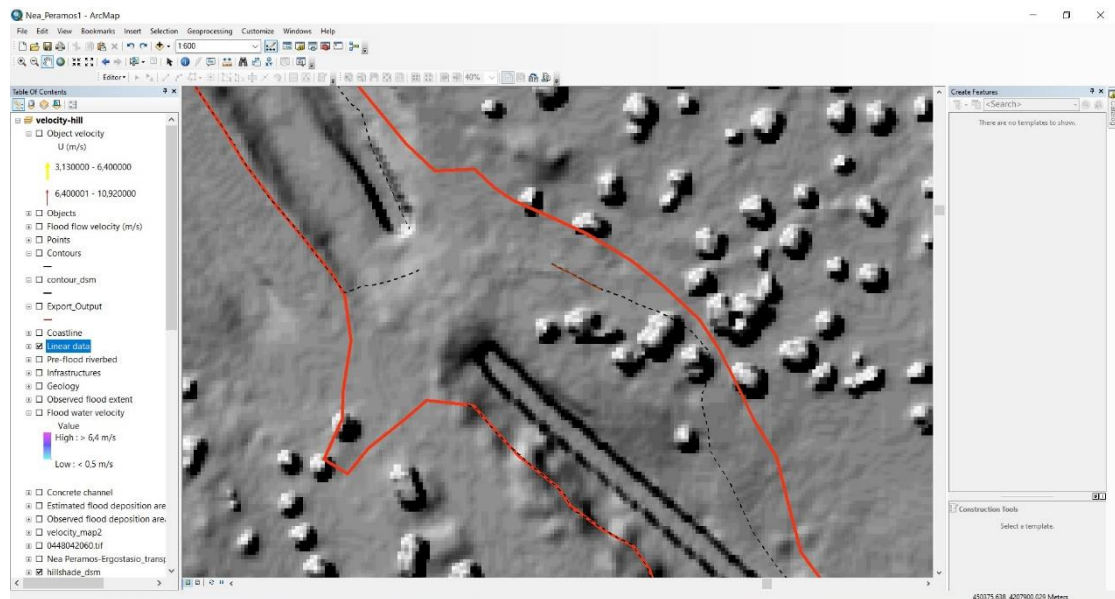 Nea_Peramos1 - ArcMap
File Edit View Bookmarks Insert Selection Geoprocessing Customize Windows Help
1:600
Editor
40%
Table Of Contents
velocity-hill
Object velocity
U (m/s)
3,130000 - 6,400000
6,400001 - 10,920000
Objects
Flood flow velocity (m/s)
Points
Contours
contour_dsm
Export_Output
Coastline
Linear data
Pre-flood riverbed
Infrastructures
Geology
Observed flood extent
Flood water velocity
Value
High : > 6,4 m/s
Low : < 0,5 m/s
Concrete channel
Estimated flood deposition are
Observed flood deposition are
velocity_map2
0448042060.tif
Nea Peramos-Ergostasio_transp
hillshade_dsm
Create Features
<Search>
There are no templates to show.
Catalog
Construction Tools
Select a template.
450375,638 4207900,029 Meters